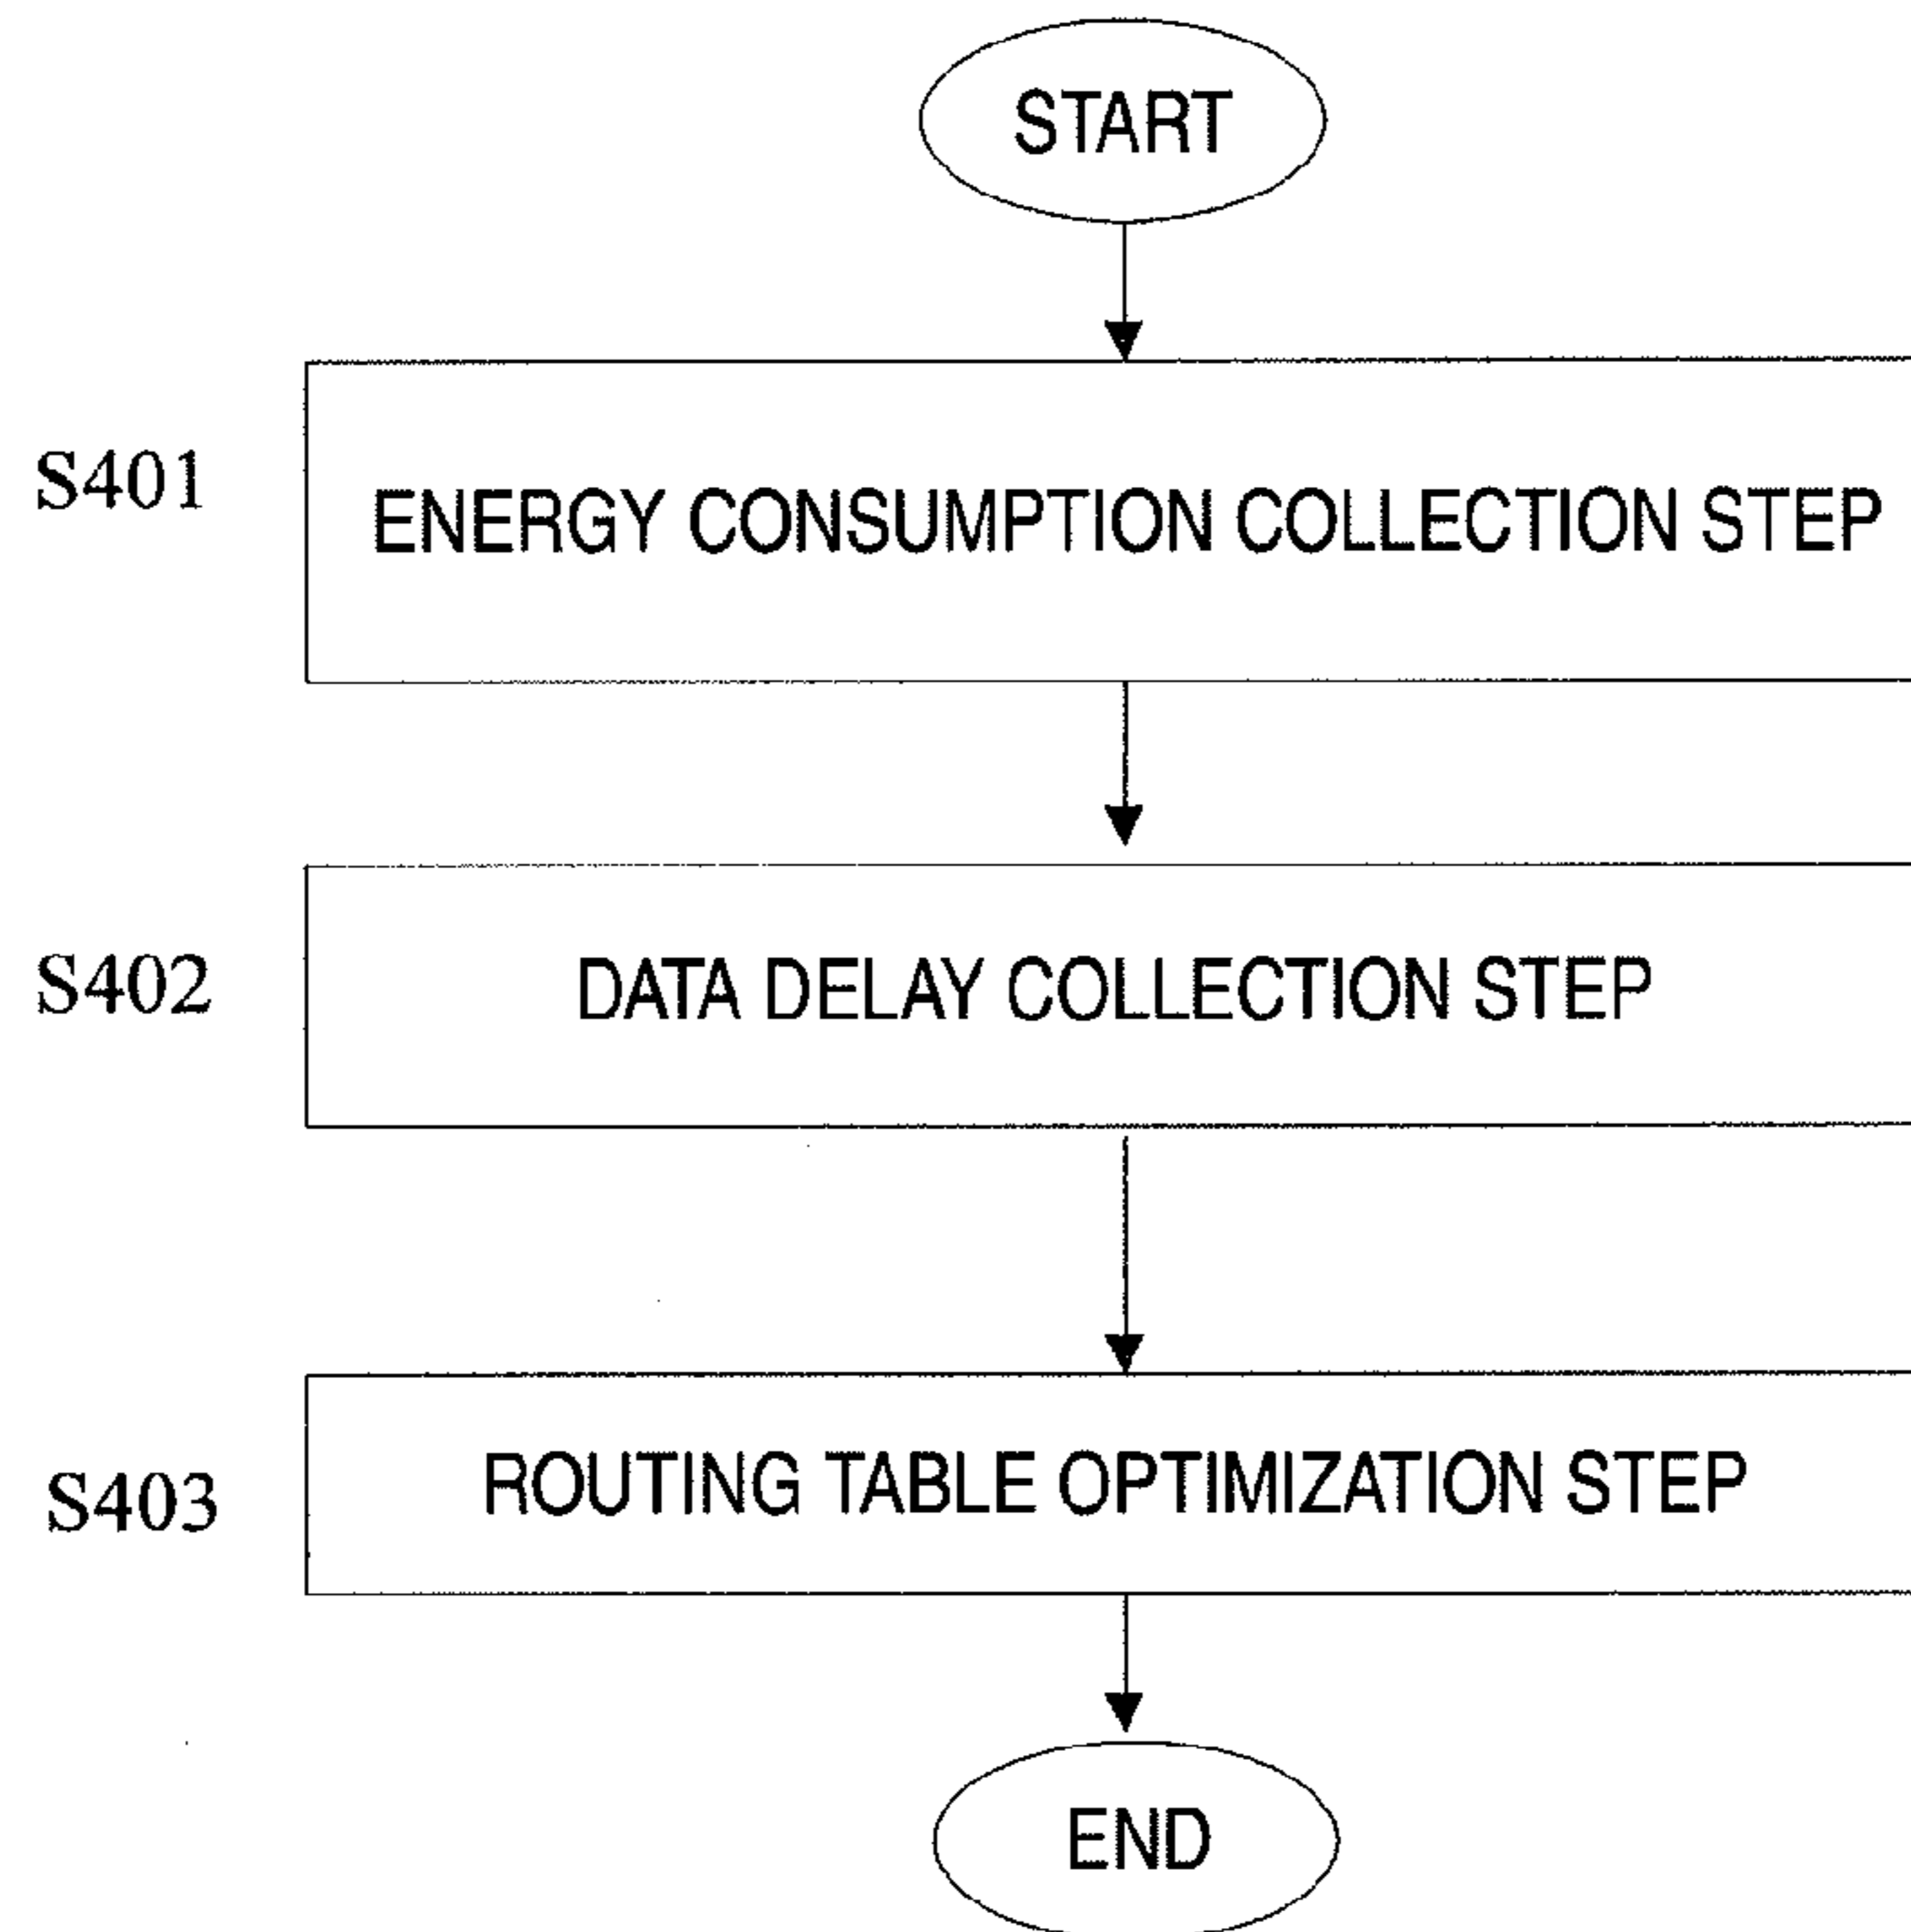 START
S401
ENERGY CONSUMPTION COLLECTION STEP
S402
DATA DELAY COLLECTION STEP
S403
ROUTING TABLE OPTIMIZATION STEP
END